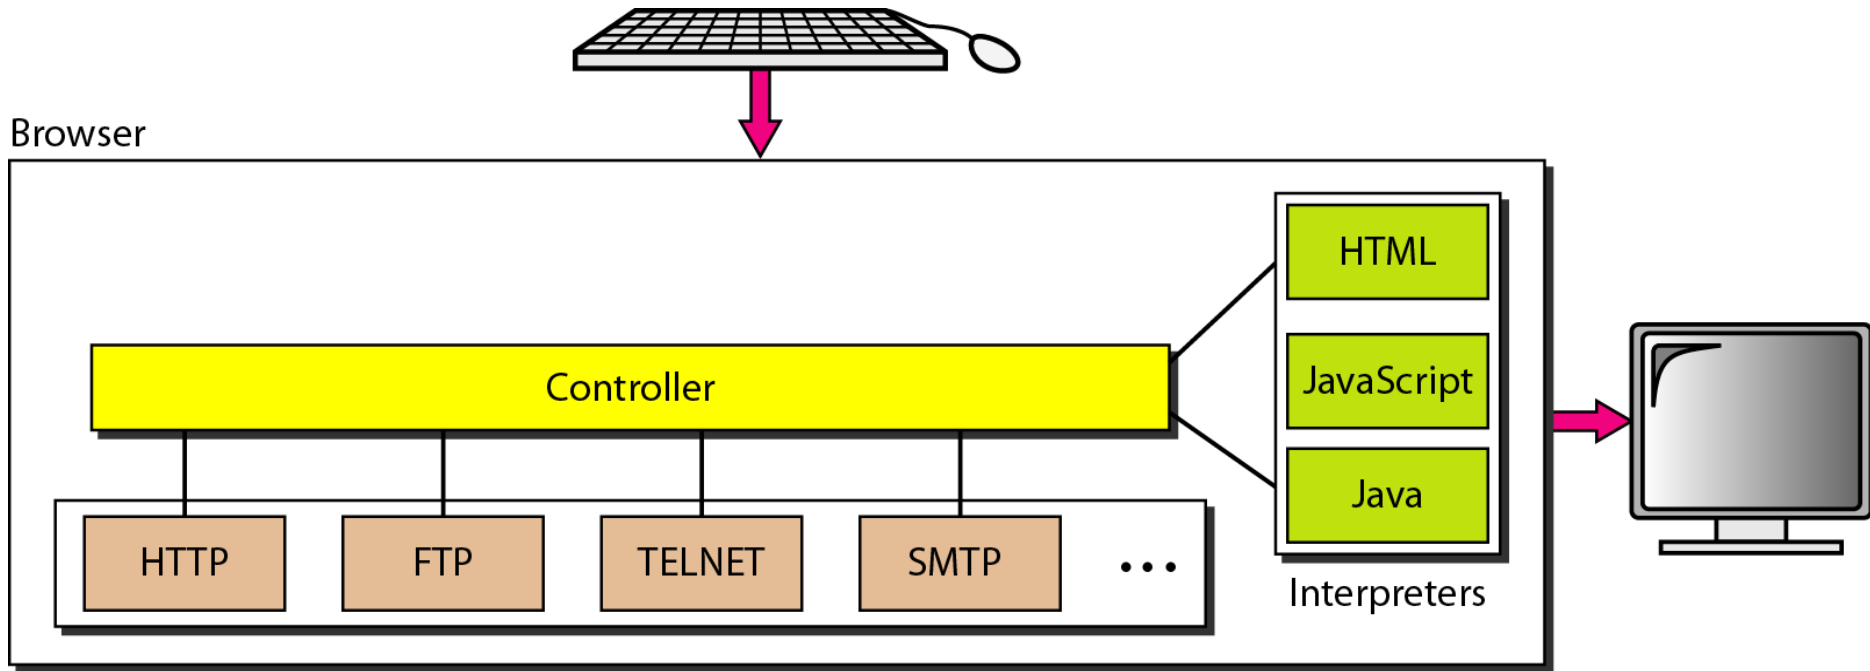 Browser
HTML
Controller
JavaScript
Java
HTTP
FTP
TELNET
SMTP
...
Interpreters